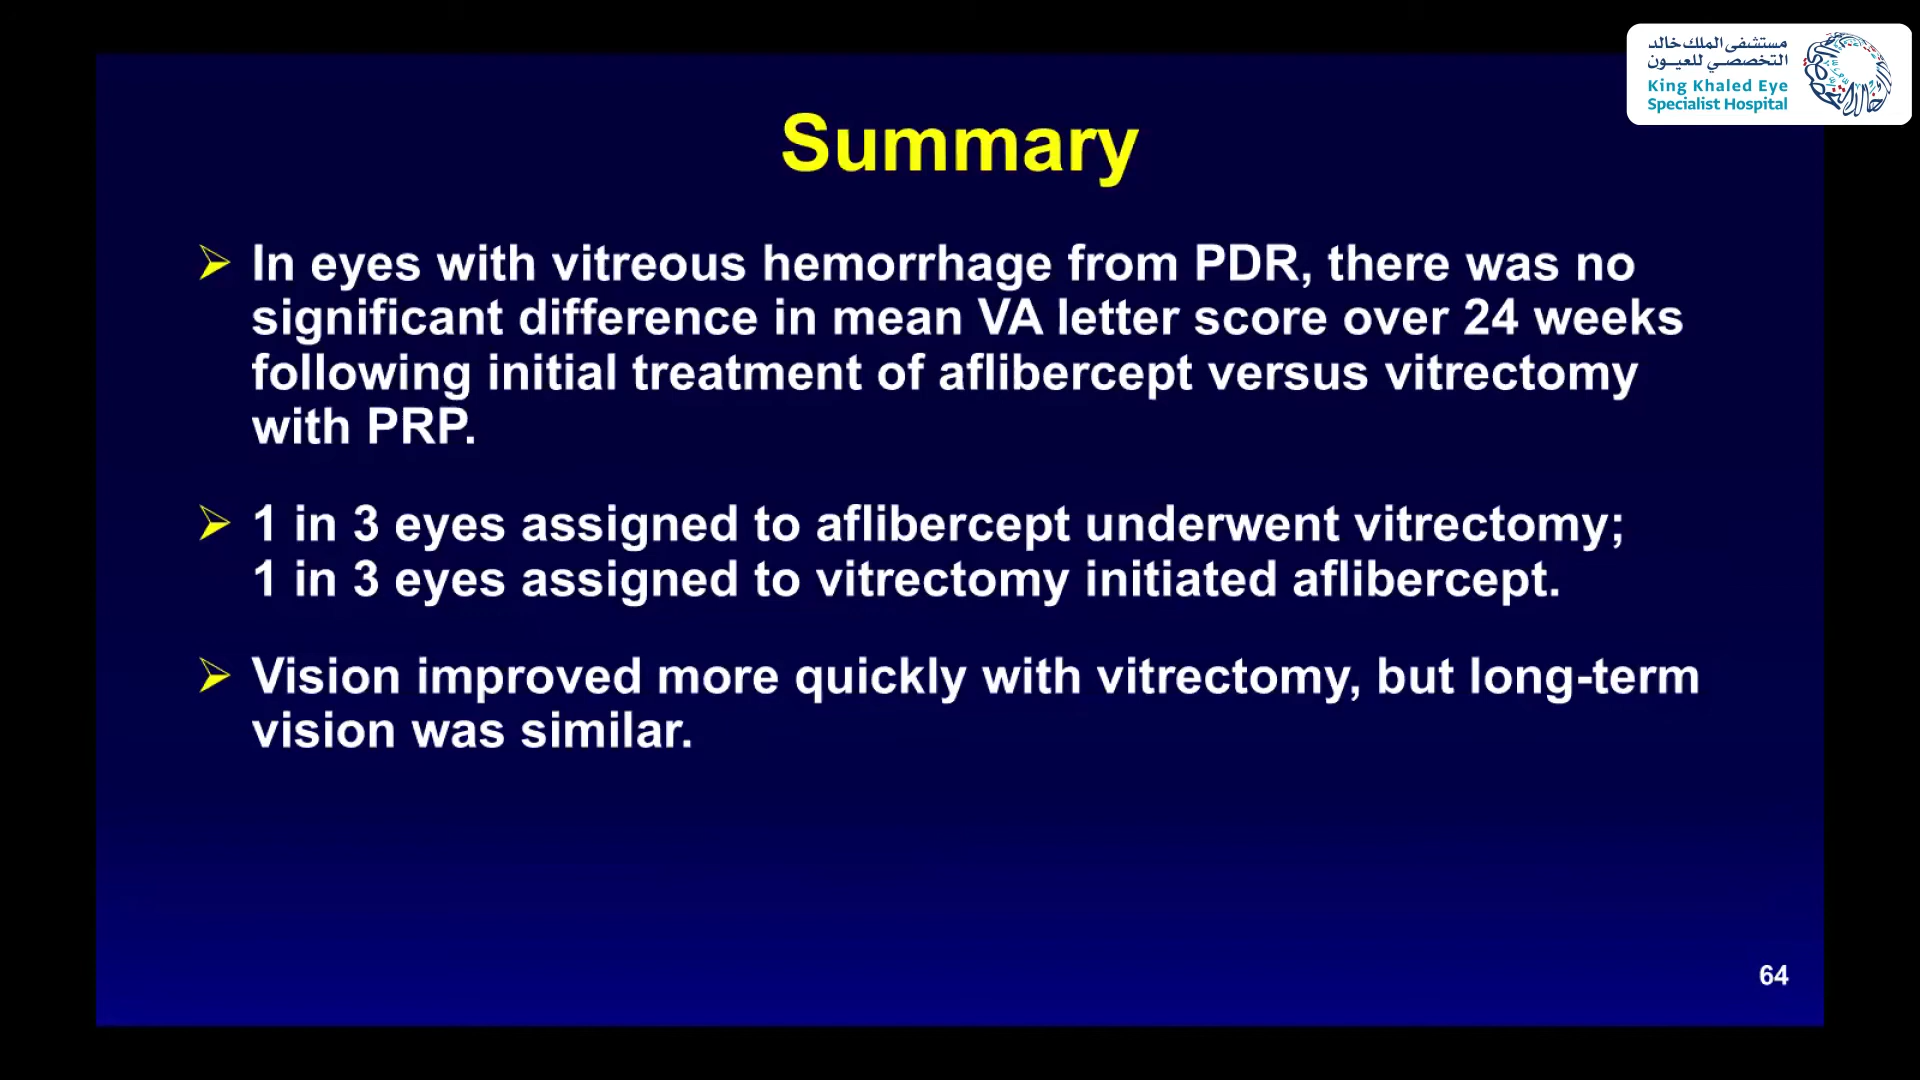 مستشفى الملك خالد
التخصصي للعيون
King Khaled Eye
Specialist Hospital
Summary
In eyes with vitreous hemorrhage from PDR, there was no
significant difference in mean VA letter score over 24 weeks
following initial treatment of aflibercept versus vitrectomy
with PRP.
1 in 3 eyes assigned to aflibercept underwent vitrectomy;
1 in 3 eyes assigned to vitrectomy initiated aflibercept.
Vision improved more quickly with vitrectomy, but long-term
vision was similar.
64